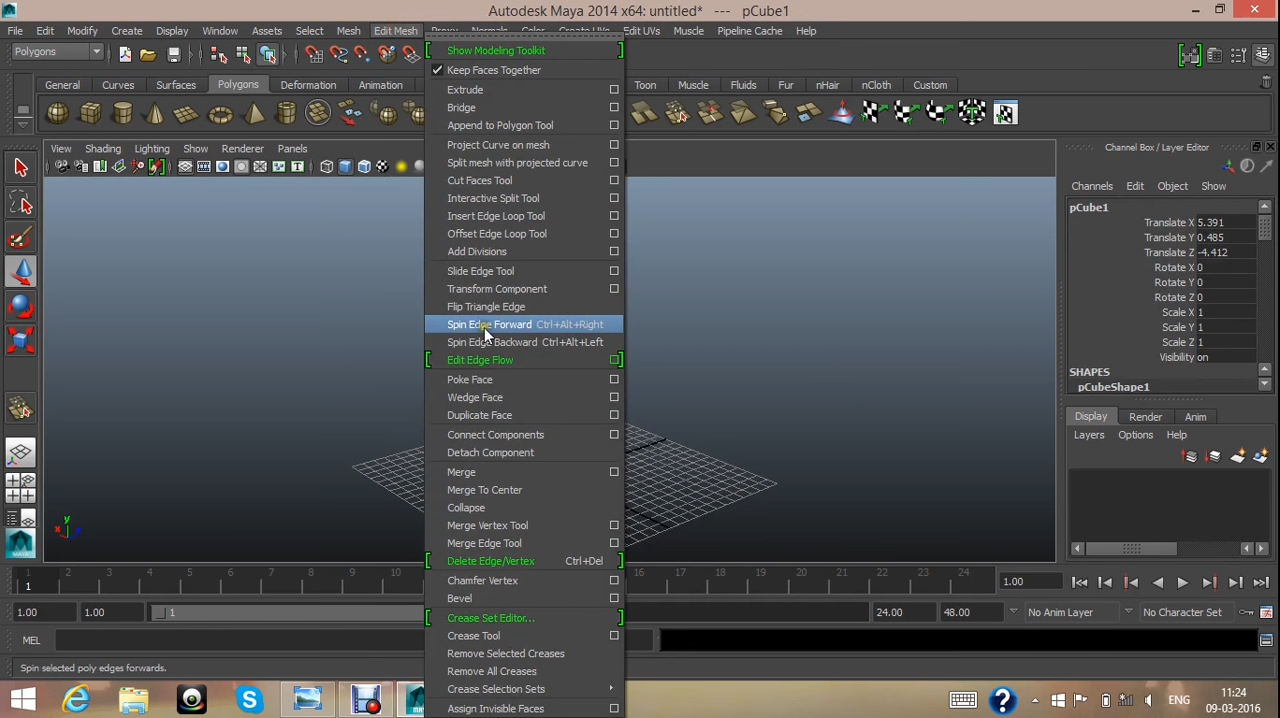 Autodesk Maya 2014 x64: untitled* --- pCube1
File Edit Modify Create Display Window Assets Select Mesh Edit Mesh Proxy Normals Color Create UVs Edit UVs Muscle Pipeline Cache Help
Polygons
General Curves Surfaces Polygons Deformation Animation Toon Muscle Fluids Fur nHair nCloth Custom
View Shading Lighting Show Renderer Panels
Show Modeling Toolkit
Keep Faces Together
Extrude
Bridge
Append to Polygon Tool
Project Curve on mesh
Split mesh with projected curve
Cut Faces Tool
Interactive Split Tool
Insert Edge Loop Tool
Offset Edge Loop Tool
Add Divisions
Slide Edge Tool
Transform Component
Flip Triangle Edge
Spin Edge Forward Ctrl+Alt+Right
Spin Edge Backward Ctrl+Alt+Left
Edit Edge Flow
Poke Face
Wedge Face
Duplicate Face
Connect Components
Detach Component
Merge
Merge To Center
Collapse
Merge Vertex Tool
Merge Edge Tool
Delete Edge/Vertex Ctrl+Del
Chamfer Vertex
Bevel
Crease Set Editor...
Crease Tool
Remove Selected Creases
Remove All Creases
Crease Selection Sets
Assign Invisible Faces
Channel Box / Layer Editor
Channels Edit Object Show
pCube1
Translate X 5.391
Translate Y 0.485
Translate Z -4.412
Rotate X 0
Rotate Y 0
Rotate Z 0
Scale X 1
Scale Y 1
Scale Z 1
Visibility on
SHAPES
pCubeShape1
Display Render Anim
Layers Options Help
y
x z
1 2 3 4 5 6 7 8 9 10 16 17 18 19 20 21 22 23 24
1
1.00
1.00 1.00 1 24.00 48.00 No Anim Layer No Character Set
MEL
Spin selected poly edges forwards.
ENG
11:24
09-03-2016